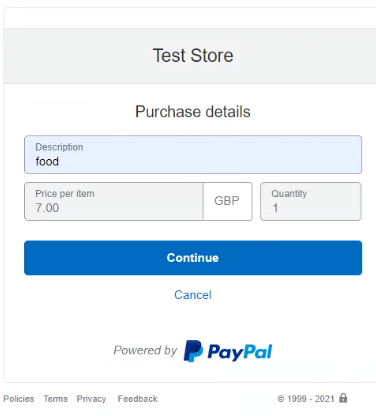 Test Store
Purchase details
Description
food
Price per item
7.00
GBP
Quantity
1
Continue
Cancel
Powered by PayPal
Policies Terms Privacy Feedback © 1999 - 2021